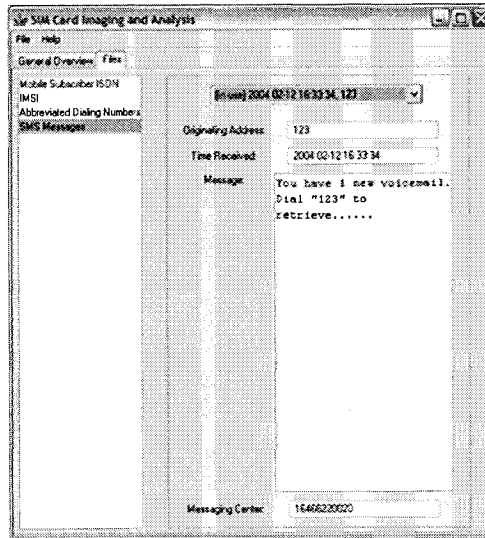 SIM Card Imaging and Analysis
File Help
General Overview Files
Mobile Subscriber ISDN
IMSI
Abbreviated Dialing Numbers
SMS Messages
[In use] 2004 02-12 16 33 34, 123
Originating Address: 123
Time Received: 2004 02-12 16 33 34
Message: You have 1 new voicemail.
Dial "123" to
retrieve......
Messaging Center: 16466220020